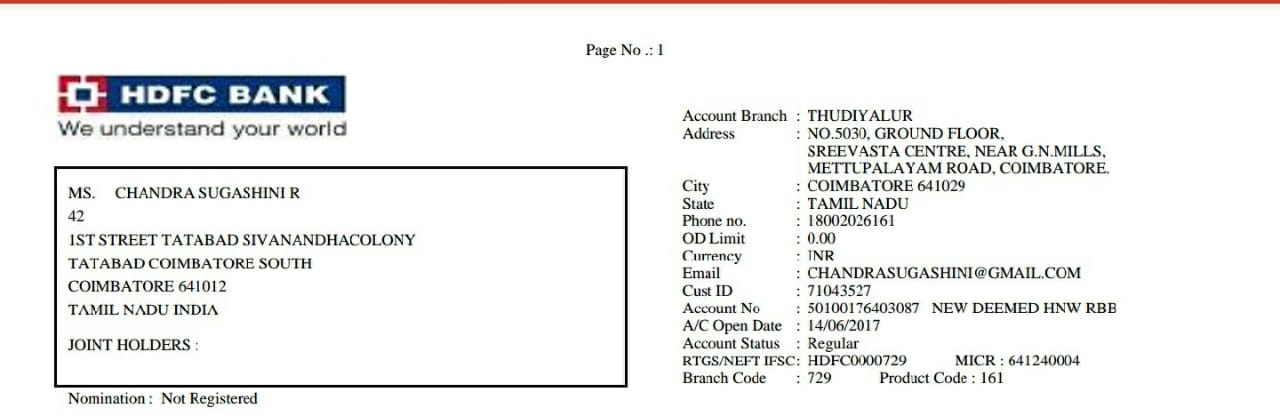 Page No .: 1
HDFC BANK
We understand your world
MS. CHANDRA SUGASHINI R
42
1ST STREET TATABAD SIVANANDHACOLONY
TATABAD COIMBATORE SOUTH
COIMBATORE 641012
TAMIL NADU INDIA
JOINT HOLDERS :
Nomination : Not Registered
Account Branch : THUDIYALUR
Address : NO.5030, GROUND FLOOR,
SREEVASTA CENTRE, NEAR G.N.MILLS,
METTUPALAYAM ROAD, COIMBATORE.
City : COIMBATORE 641029
State : TAMIL NADU
Phone no. : 18002026161
OD Limit : 0.00
Currency : INR
Email : CHANDRASUGASHINI@GMAIL.COM
Cust ID : 71043527
Account No : 50100176403087 NEW DEEMED HNW RBB
A/C Open Date : 14/06/2017
Account Status : Regular
RTGS/NEFT IFSC: HDFC0000729 MICR : 641240004
Branch Code : 729 Product Code : 161